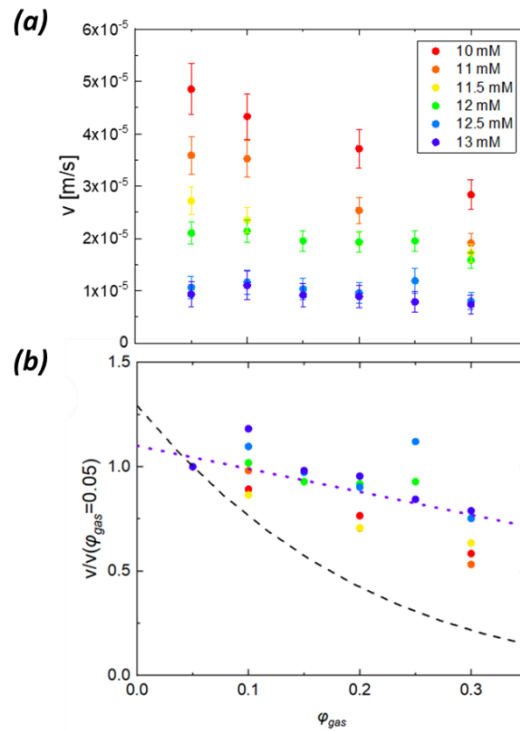 (a)
6x10⁻⁵
5x10⁻⁵
4x10⁻⁵
3x10⁻⁵
2x10⁻⁵
1x10⁻⁵
0
v [m/s]
10 mM
11 mM
11.5 mM
12 mM
12.5 mM
13 mM
(b)
1.5
1.0
0.5
0.0
v/v(φgas=0.05)
0.0 0.1 0.2 0.3
φgas